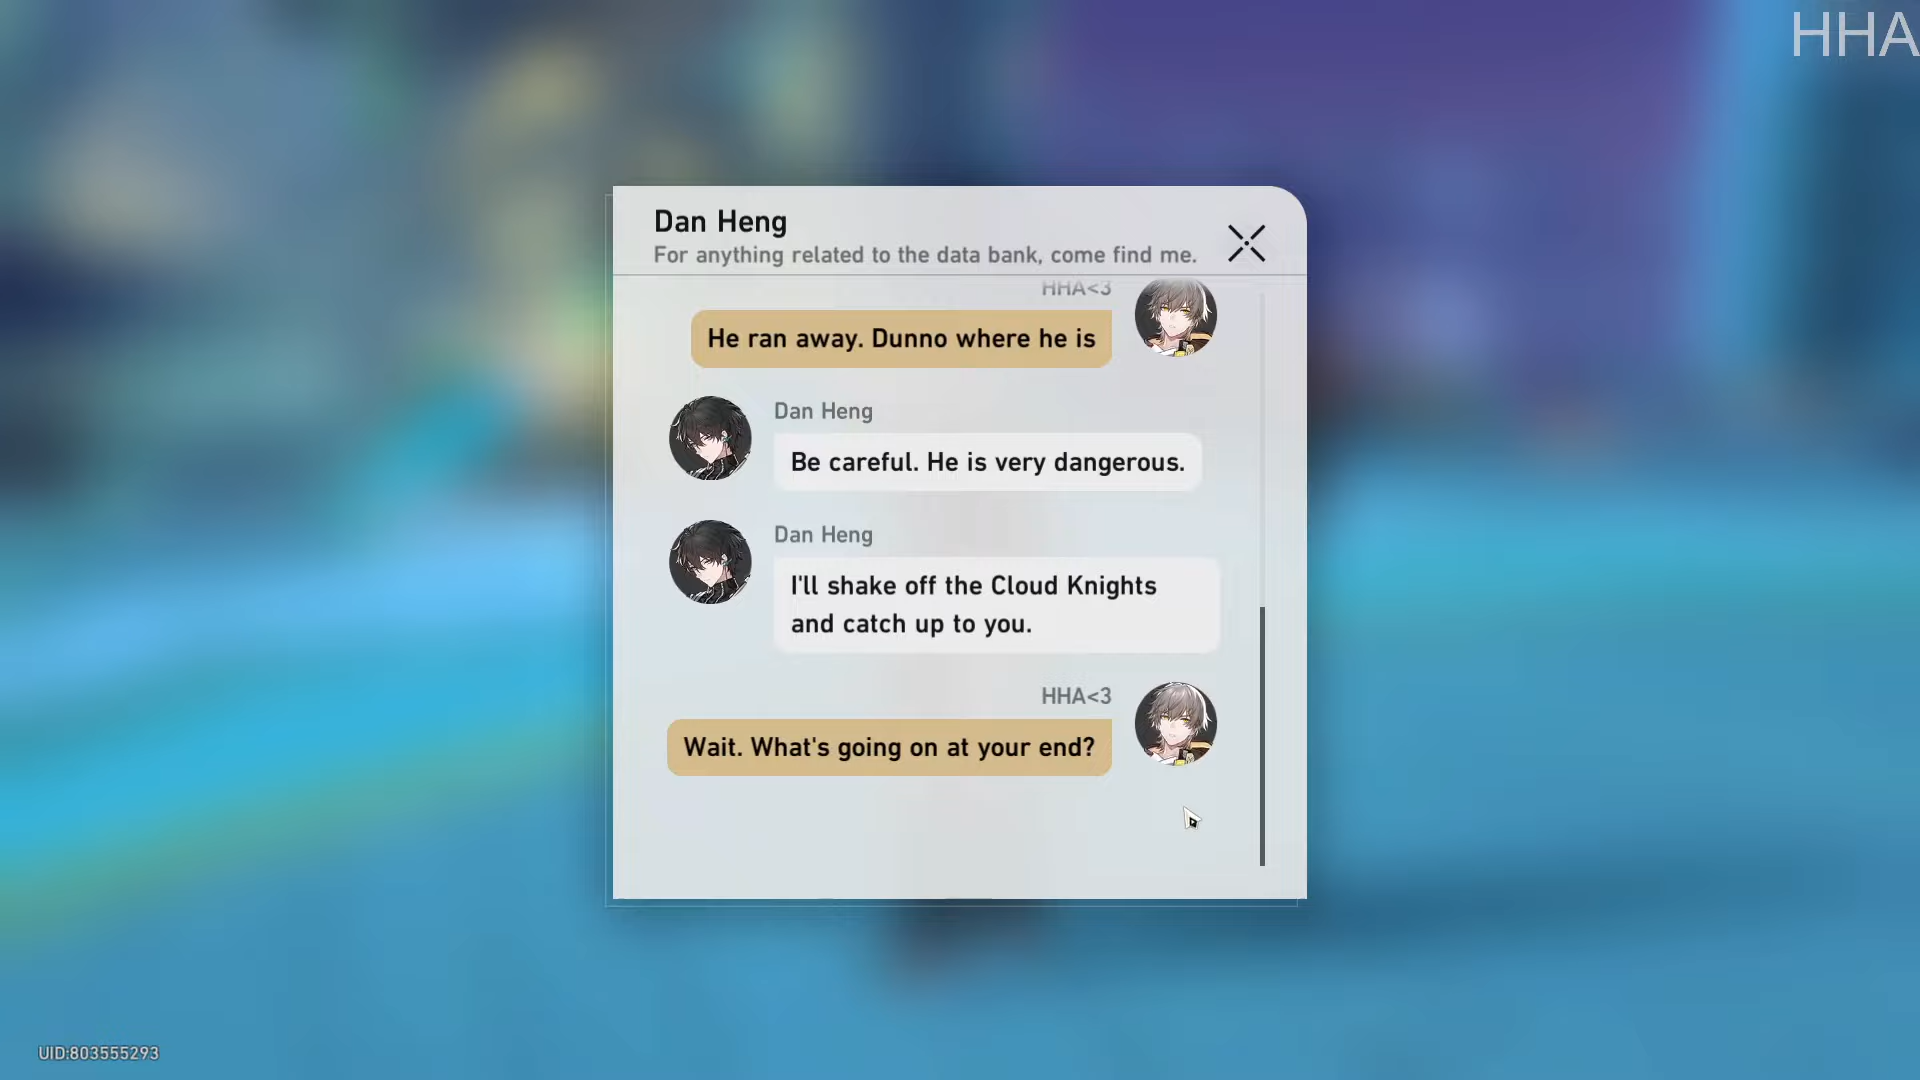 HHA
Dan Heng
For anything related to the data bank, come find me.
HHA<3
He ran away. Dunno where he is
Dan Heng
Be careful. He is very dangerous.
Dan Heng
I'll shake off the Cloud Knights
and catch up to you.
HHA<3
Wait. What's going on at your end?
UID:803555293